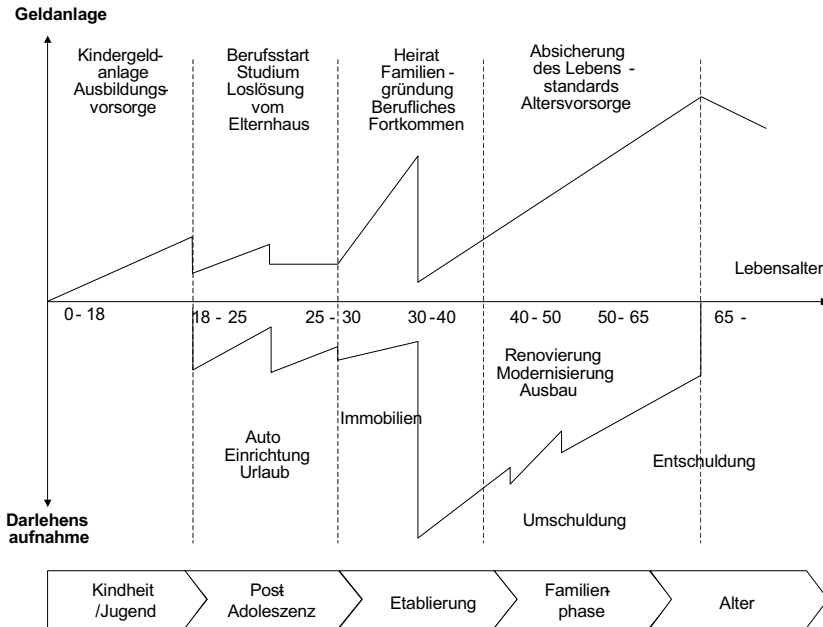 Geldanlage
Kindergeld-
anlage
Ausbildungs-
vorsorge
Berufsstart
Studium
Loslösung
vom
Elternhaus
Heirat
Familien-
gründung
Berufliches
Fortkommen
Absicherung
des Lebens -
standards
Altersvorsorge
Lebensalter
0- 18
18 - 25
25 - 30
30-40
40- 50
50- 65
65 -
Renovierung
Modernisierung
Ausbau
Immobilien
Auto
Einrichtung
Urlaub
Entschuldung
Umschuldung
Darlehens
aufnahme
Kindheit
/Jugend
Post-
Adoleszenz
Etablierung
Familien-
phase
Alter